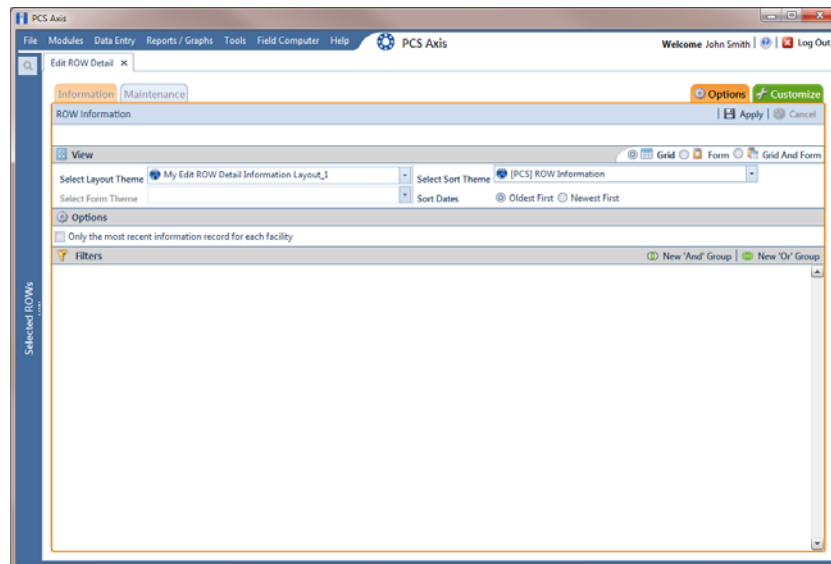 PCS Axis
File Modules Data Entry Reports / Graphs Tools Field Computer Help PCS Axis Welcome John Smith Log Out
Edit ROW Detail ×
Information Maintenance Options Customize
ROW Information Apply Cancel
View Grid Form Grid And Form
Select Layout Theme My Edit ROW Detail Information Layout_1 Select Sort Theme [PCS] ROW Information
Select Form Theme Sort Dates Oldest First Newest First
Options
Only the most recent information record for each facility
Filters New 'And' Group New 'Or' Group
Selected ROWs